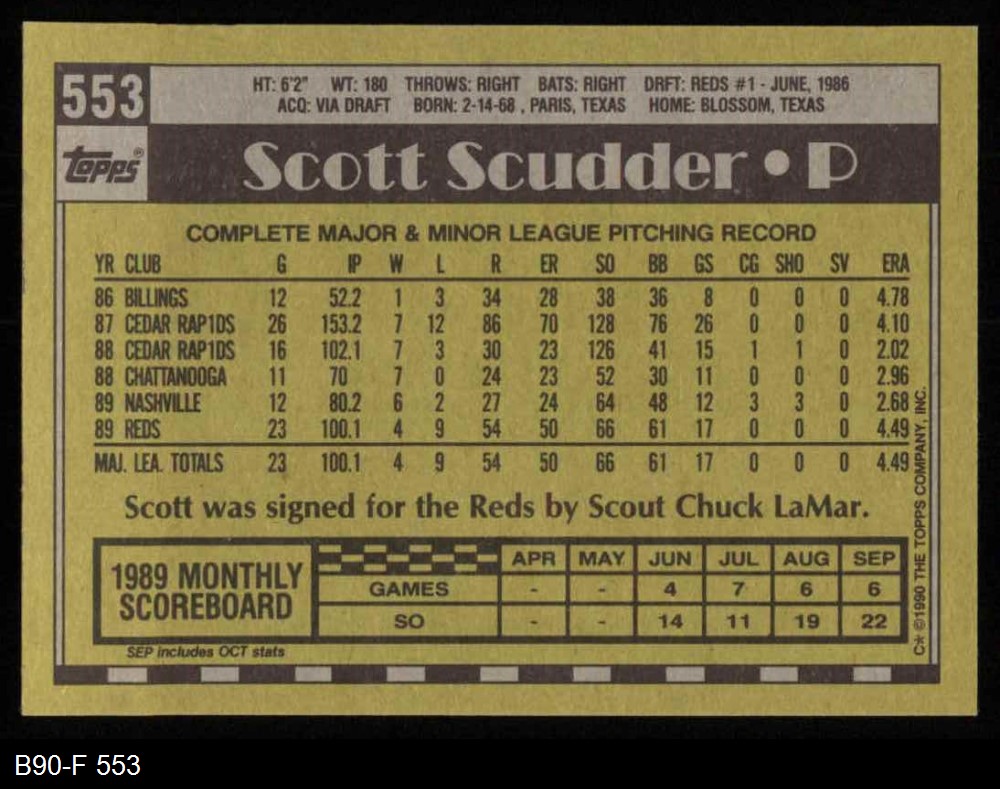 553
HT: 6'2" WT: 180 THROWS: RIGHT BATS: RIGHT DRFT: REDS #1 - JUNE, 1986
ACQ: VIA DRAFT BORN: 2-14-68 , PARIS, TEXAS HOME: BLOSSOM, TEXAS
topps®
Scott Scudder • P
COMPLETE MAJOR & MINOR LEAGUE PITCHING RECORD
YR CLUB G IP W L R ER SO BB GS CG SHO SV ERA
86 BILLINGS 12 52.2 1 3 34 28 38 36 8 0 0 0 4.78
87 CEDAR RAP1DS 26 153.2 7 12 86 70 128 76 26 0 0 0 4.10
88 CEDAR RAP1DS 16 102.1 7 3 30 23 126 41 15 1 1 0 2.02
88 CHATTANOOGA 11 70 7 0 24 23 52 30 11 0 0 0 2.96
89 NASHVILLE 12 80.2 6 2 27 24 64 48 12 3 3 0 2.68
89 REDS 23 100.1 4 9 54 50 66 61 17 0 0 0 4.49
MAJ. LEA. TOTALS 23 100.1 4 9 54 50 66 61 17 0 0 0 4.49
Scott was signed for the Reds by Scout Chuck LaMar.
1989 MONTHLY
SCOREBOARD
APR MAY JUN JUL AUG SEP
GAMES - - 4 7 6 6
SO - - 14 11 19 22
SEP includes OCT stats
C* ©1990 THE TOPPS COMPANY, INC.
B90-F 553